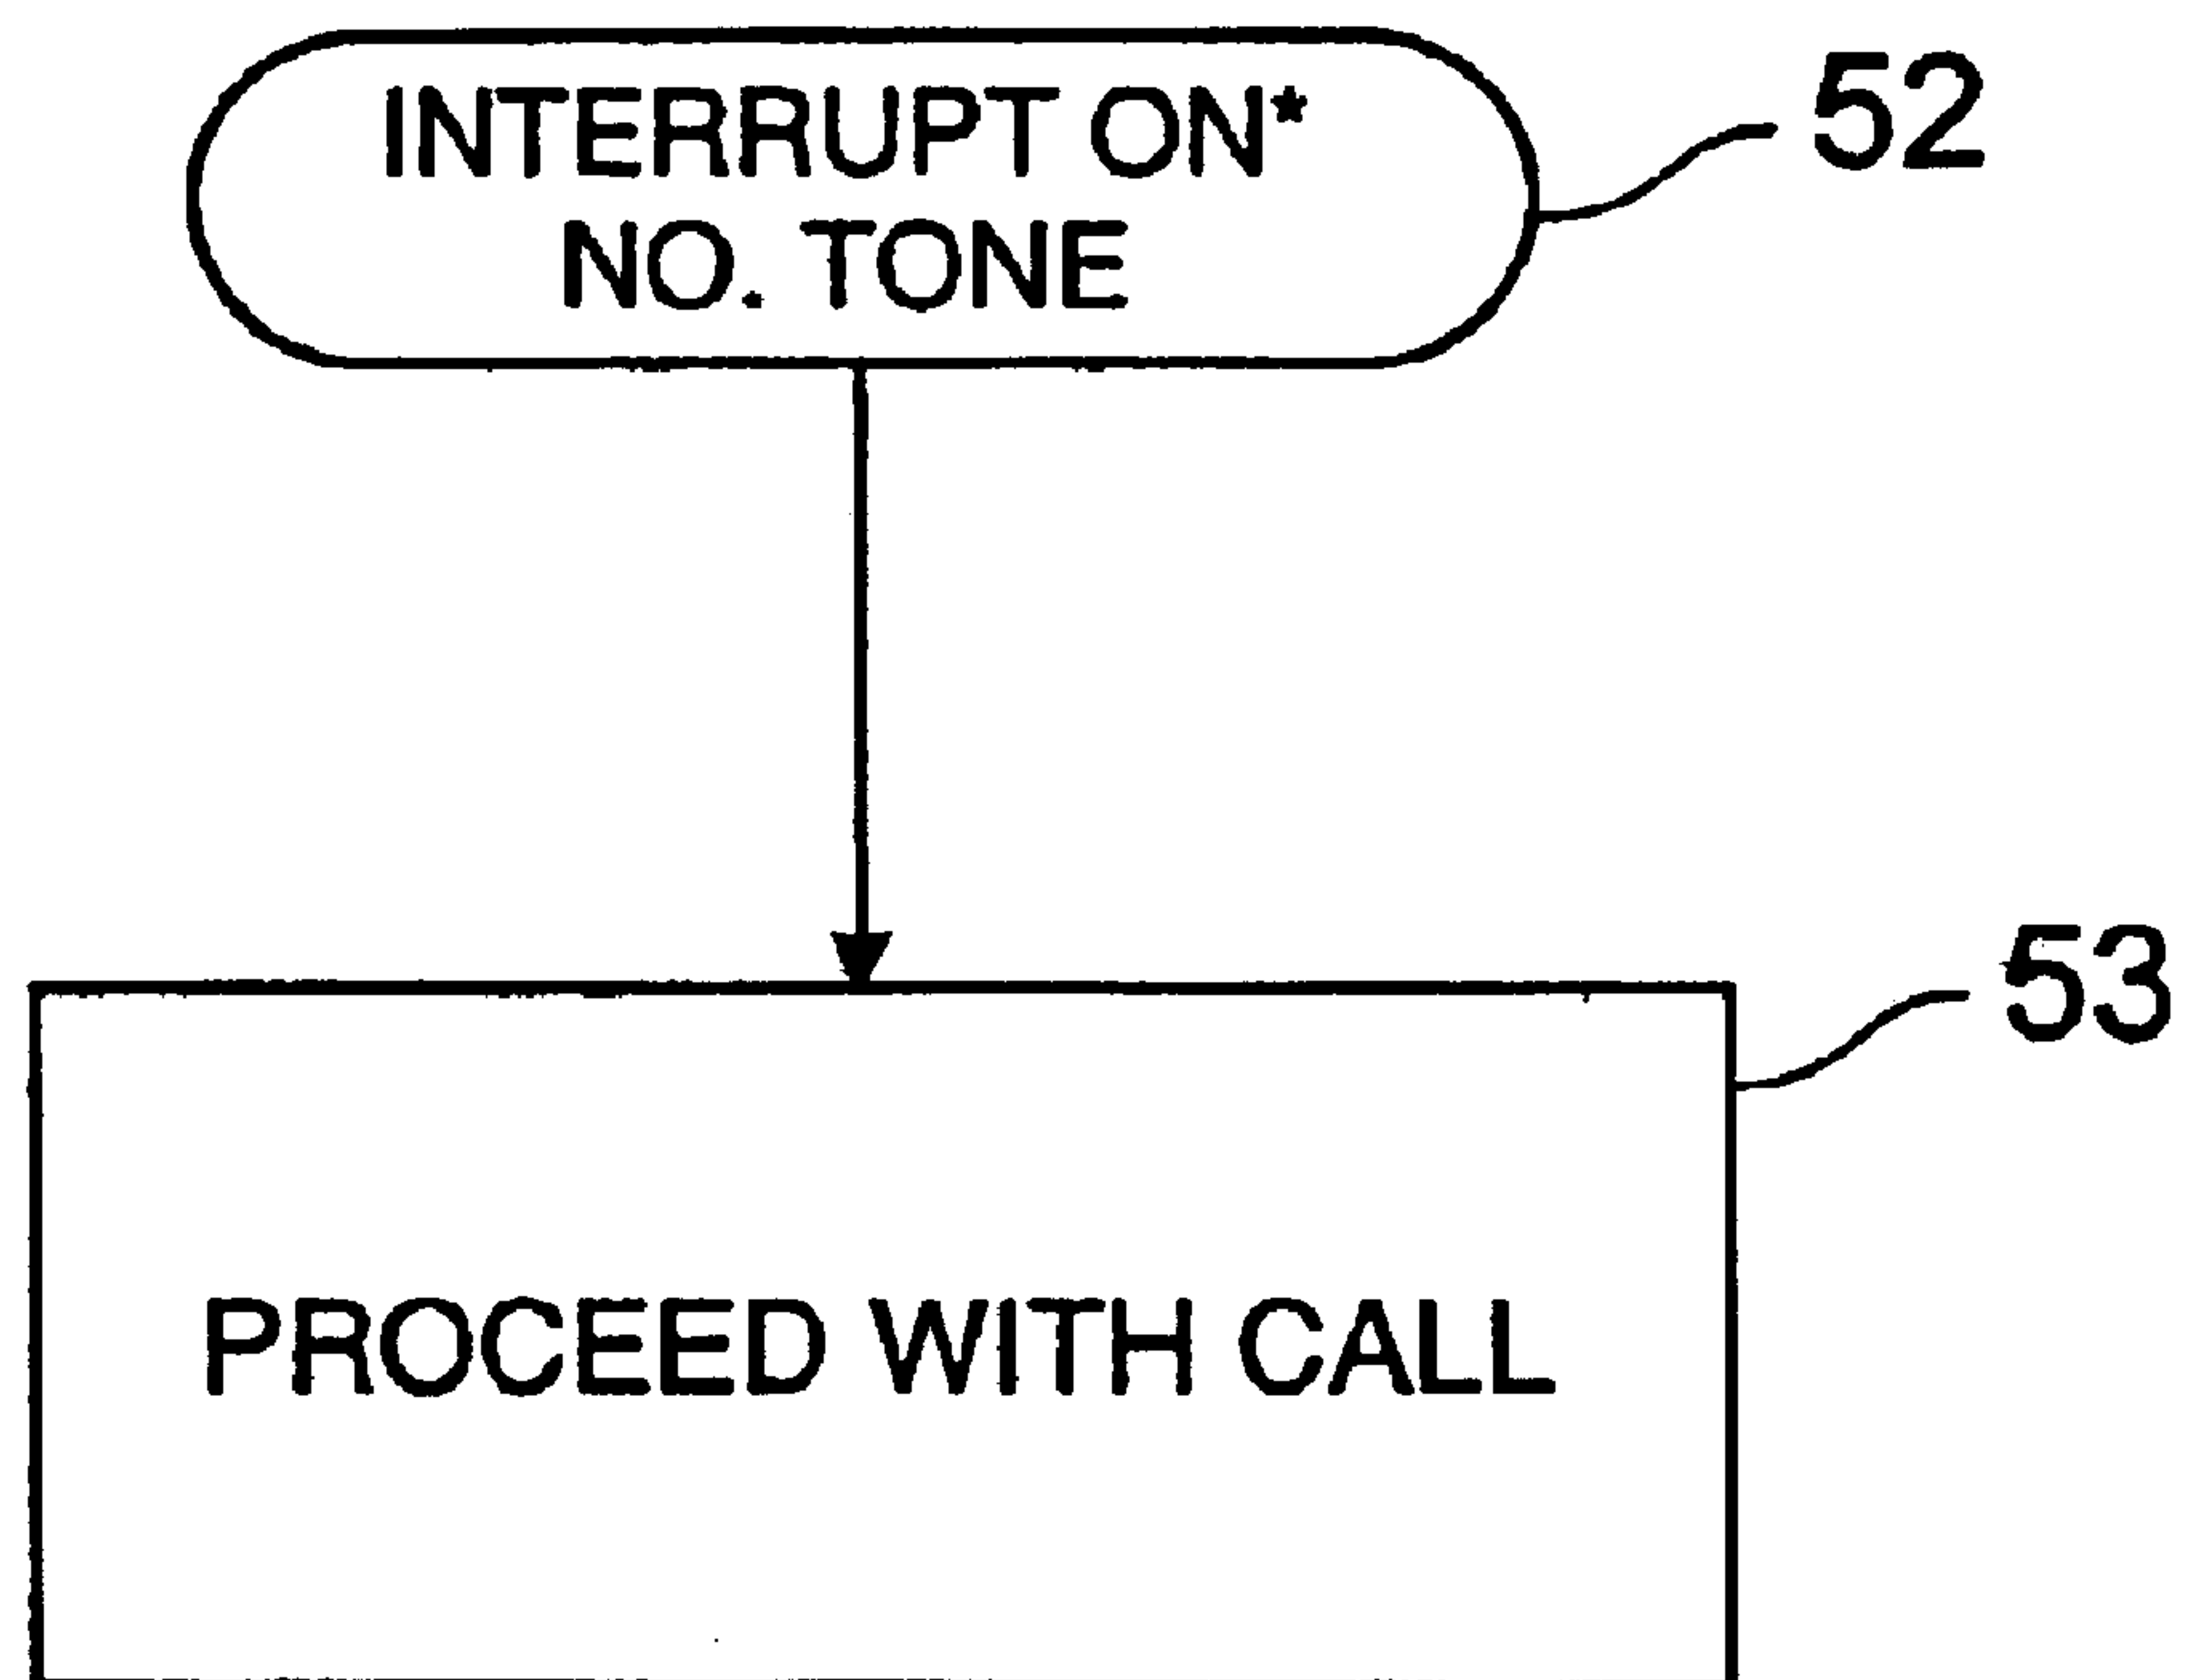 INTERRUPT ON*
NO. TONE
52
53
PROCEED WITH CALL